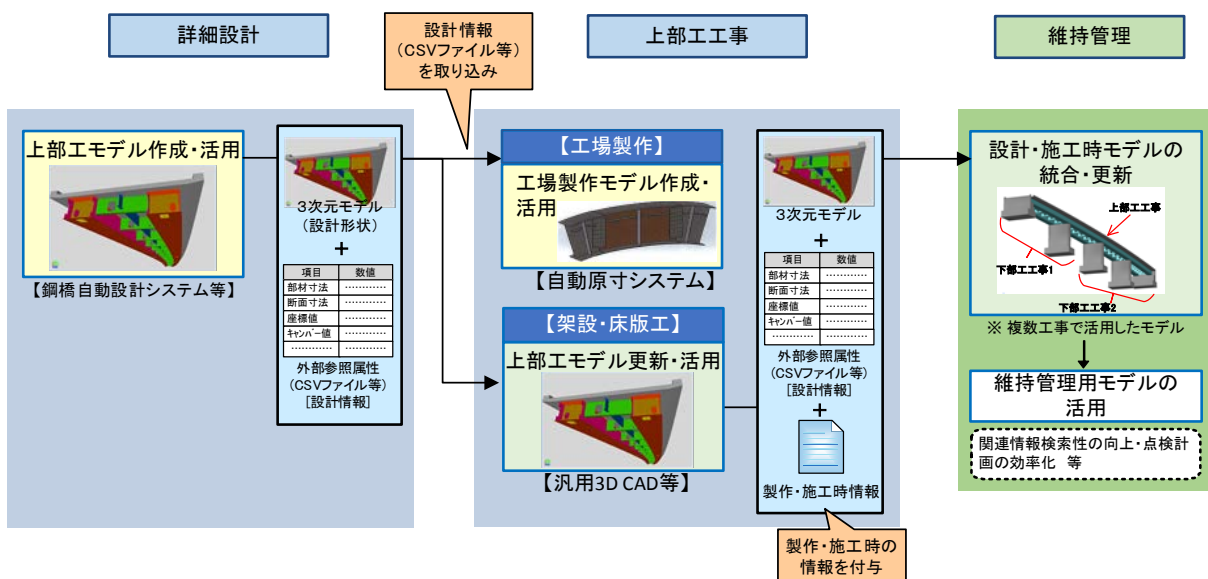 詳細設計
設計情報
(CSVファイル等)
を取り込み
上部工工事
維持管理
上部エモデル作成・活用
【鋼橋自動設計システム等】
3次元モデル
(設計形状)
+
項目 数値
部材寸法 …………
断面寸法 …………
座標値 …………
キャンバー値 …………
………… …………
外部参照属性
(CSVファイル等)
[設計情報]
【工場製作】
工場製作モデル作成・
活用
【自動原寸システム】
【架設・床版工】
上部エモデル更新・活用
【汎用3D CAD等】
3次元モデル
+
項目 数値
部材寸法 …………
断面寸法 …………
座標値 …………
キャンバー値 …………
………… …………
外部参照属性
(CSVファイル等)
[設計情報]
+
製作・施工時情報
製作・施工時の
情報を付与
設計・施工時モデルの
統合・更新
上部工工事
下部工工事1
下部工工事2
※ 複数工事で活用したモデル
維持管理用モデルの
活用
関連情報検索性の向上・点検計
画の効率化 等